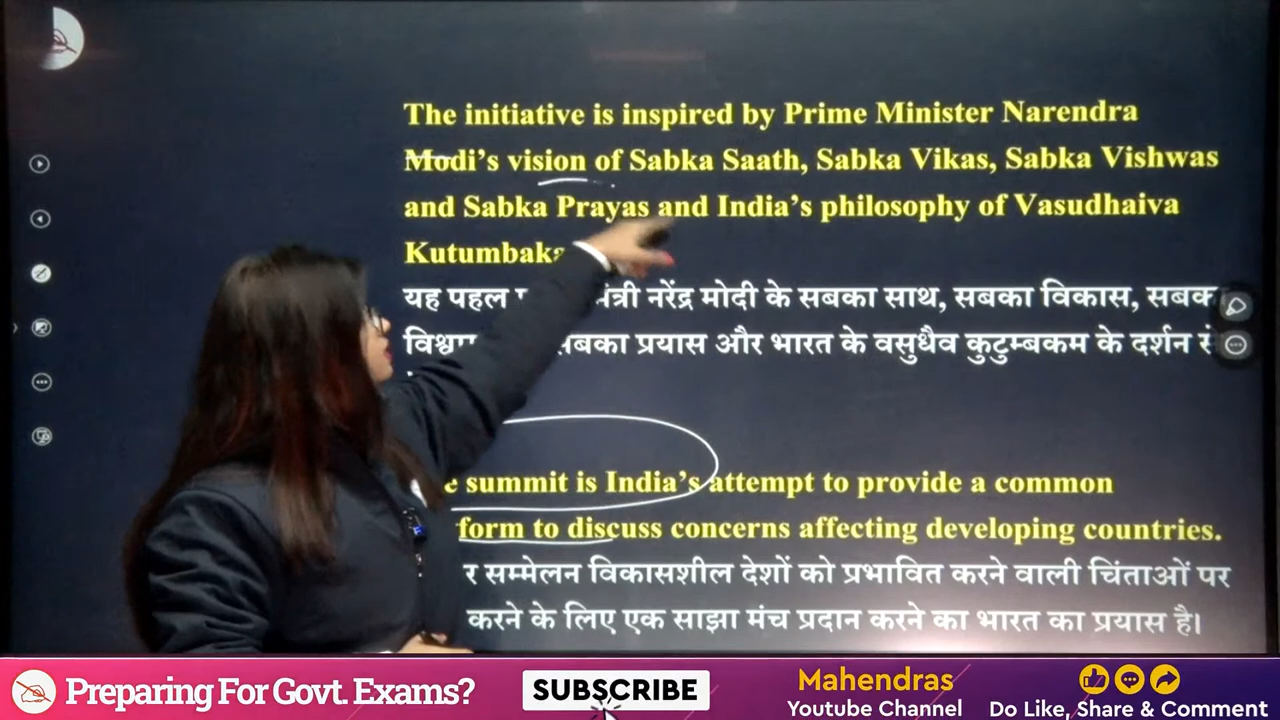 The initiative is inspired by Prime Minister Narendra
Modi's vision of Sabka Saath, Sabka Vikas, Sabka Vishwas
and Sabka Prayas and India's philosophy of Vasudhaiva
यह पहल नरेंद्र मोदी के सबका साथ, सबका विकास,
सबका प्रयास और भारत के वसुधैव कुटुम्बकम के दर्शन
summit is India's attempt to provide a common
to discuss concerns affecting developing countries.
सम्मेलन विकासशील देशों को प्रभावित करने वाली चिंताओं पर
करने के लिए एक साझा मंच प्रदान करने का भारत का प्रयास है।
Preparing For Govt. Exams?
SUBSCRIBE
Mahendras
Youtube Channel
Do Like, Share & Comment